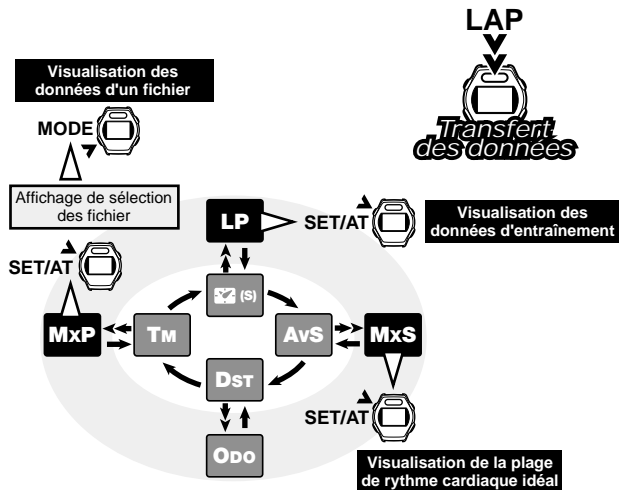 LAP
Transfert
des données
Visualisation des
données d'un fichier
MODE
Affichage de sélection
des fichier
SET/AT
LP
SET/AT
Visualisation des
données d'entraînement
(S)
MXP
TM
AVS
MXS
DST
ODO
SET/AT
Visualisation de la plage
de rythme cardiaque idéal